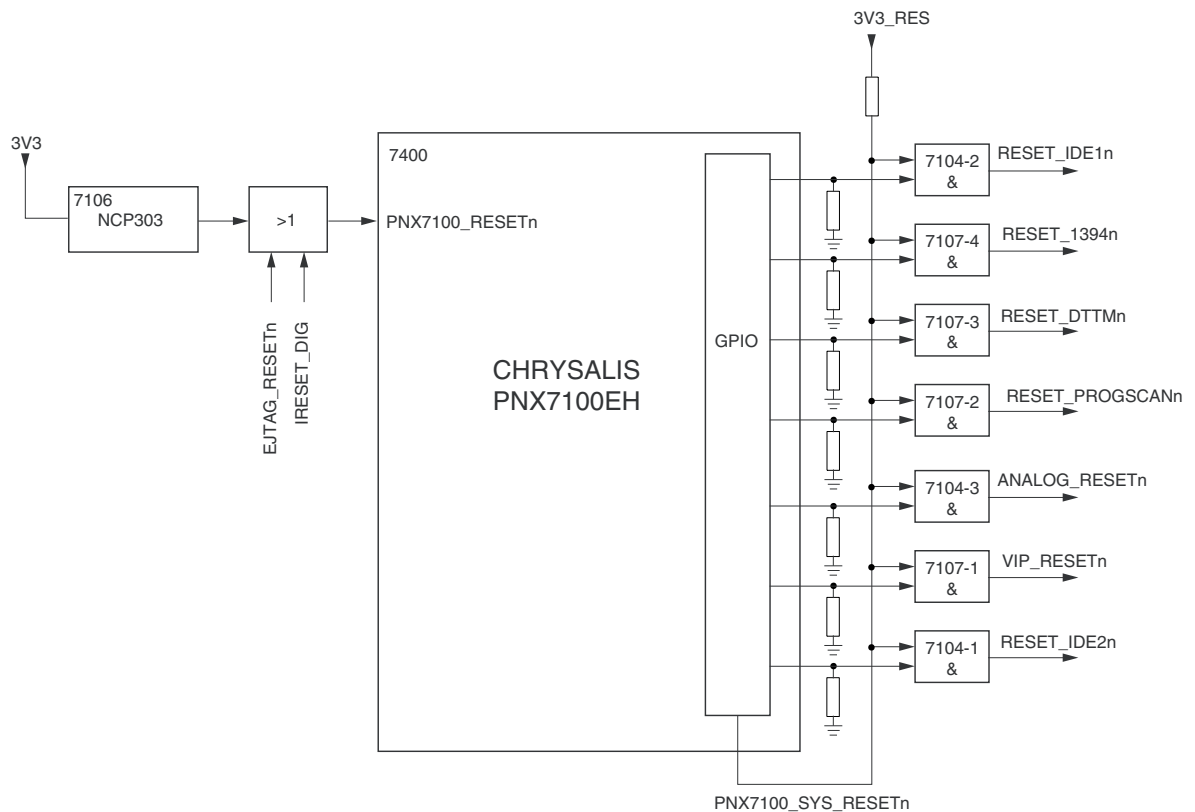 3V3_RES
3V3
7106
NCP303
>1
EJTAG_RESETn
IRESET_DIG
7400
PNX7100_RESETn
CHRYSALIS
PNX7100EH
GPIO
7104-2
&
RESET_IDE1n
7107-4
&
RESET_1394n
7107-3
&
RESET_DTTMn
7107-2
&
RESET_PROGSCANn
7104-3
&
ANALOG_RESETn
7107-1
&
VIP_RESETn
7104-1
&
RESET_IDE2n
PNX7100_SYS_RESETn